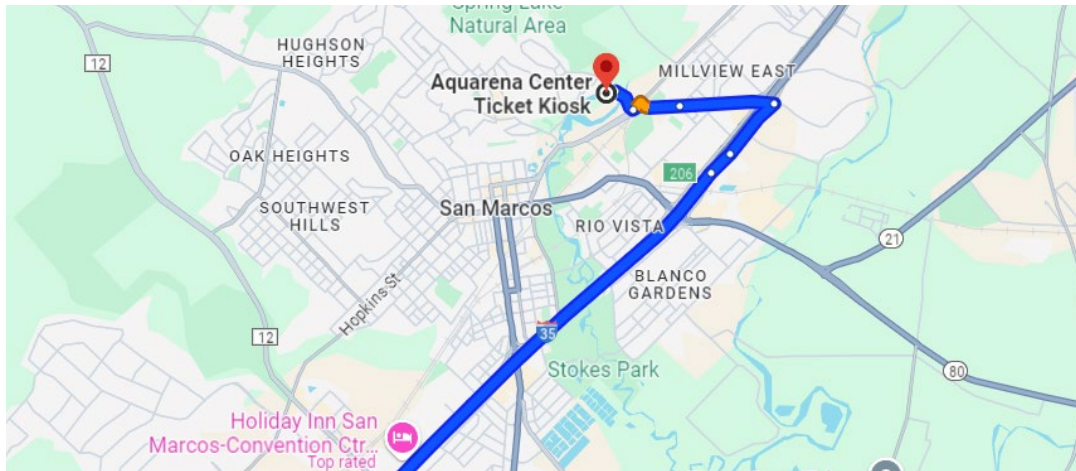 Spring Lake
Natural Area
HUGHSON
HEIGHTS
12
Aquarena Center
Ticket Kiosk
MILLVIEW EAST
OAK HEIGHTS
206
SOUTHWEST
HILLS
San Marcos
RIO VISTA
21
BLANCO
GARDENS
Hopkins St
12
35
Stokes Park
80
Holiday Inn San
Marcos-Convention Ctr...
Top rated